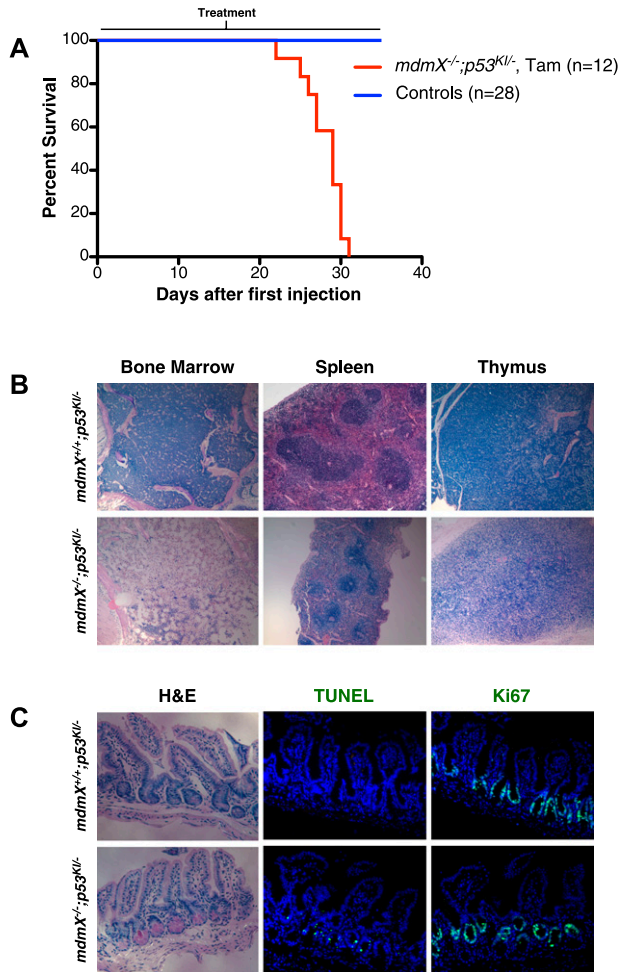 Treatment
A
100
80
60
40
20
0
Percent Survival
0 10 20 30 40
Days after first injection
mdmX-/-;p53KI/-, Tam (n=12)
Controls (n=28)
B
Bone Marrow Spleen Thymus
mdmX+/+;p53KI/-
mdmX-/-;p53KI/-
C
H&E TUNEL Ki67
mdmX+/+;p53KI/-
mdmX-/-;p53KI/-